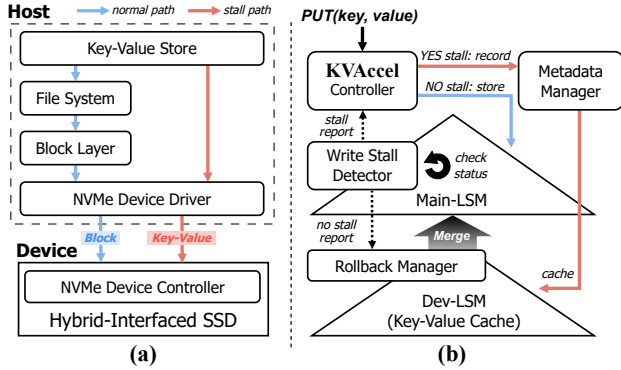 Host
normal path
stall path
Key-Value Store
File System
Block Layer
NVMe Device Driver
Block
Key-Value
Device
NVMe Device Controller
Hybrid-Interfaced SSD
(a)
PUT(key, value)
KVAccel
Controller
YES stall: record
NO stall: store
Metadata
Manager
stall
report
Write Stall
Detector
check
status
Main-LSM
no stall
report
Merge
Rollback Manager
cache
Dev-LSM
(Key-Value Cache)
(b)